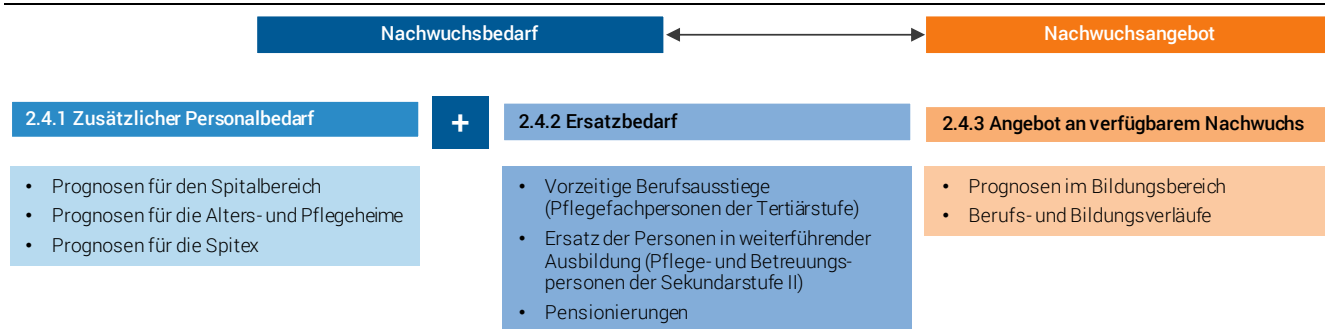 Nachwuchsbedarf
Nachwuchsangebot
2.4.1 Zusätzlicher Personalbedarf
+
2.4.2 Ersatzbedarf
2.4.3 Angebot an verfügbarem Nachwuchs
• Prognosen für den Spitalbereich
• Prognosen für die Alters- und Pflegeheime
• Prognosen für die Spitex
• Vorzeitige Berufsausstiege
(Pflegefachpersonen der Tertiärstufe)
• Ersatz der Personen in weiterführender
Ausbildung (Pflege- und Betreuungs-
personen der Sekundarstufe II)
• Pensionierungen
• Prognosen im Bildungsbereich
• Berufs- und Bildungsverläufe